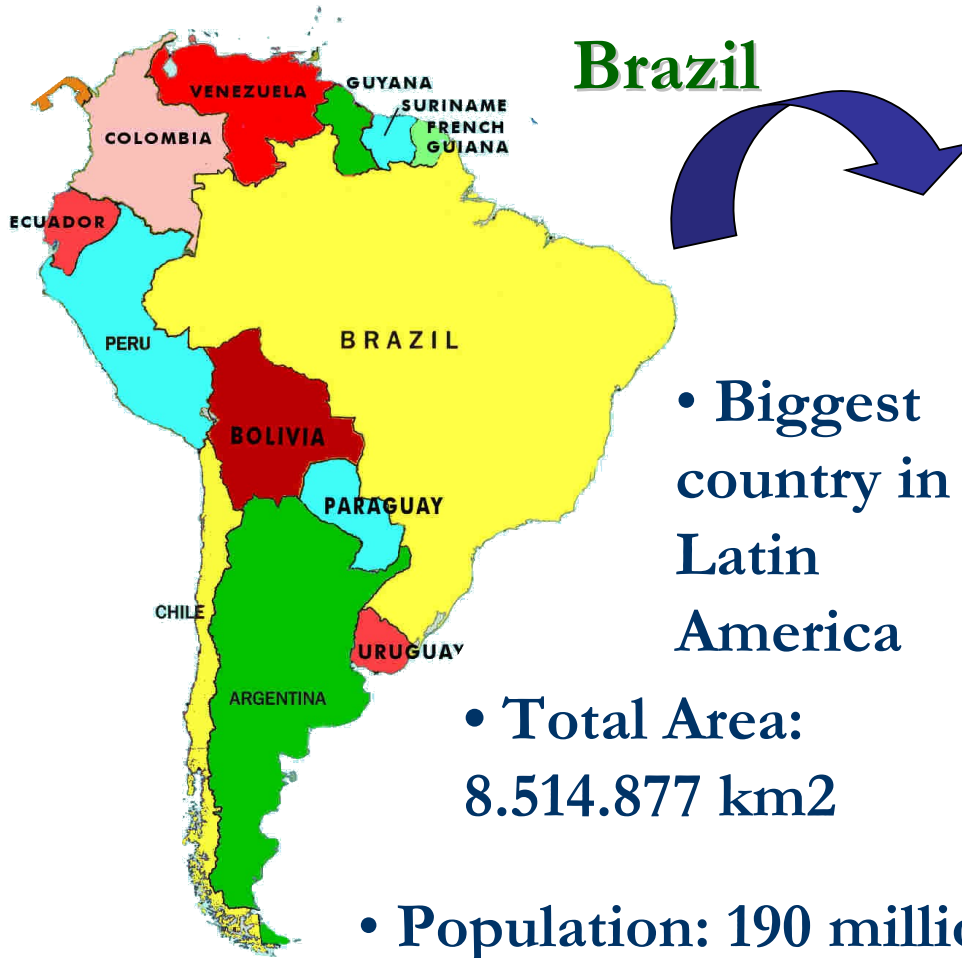 Brazil
VENEZUELA
GUYANA
SURINAME
FRENCH
GUIANA
COLOMBIA
ECUADOR
PERU
BRAZIL
BOLIVIA
PARAGUAY
CHILE
URUGUAY
ARGENTINA
• Biggest
country in
Latin
America
• Total Area:
8.514.877 km2
• Population: 190 millio